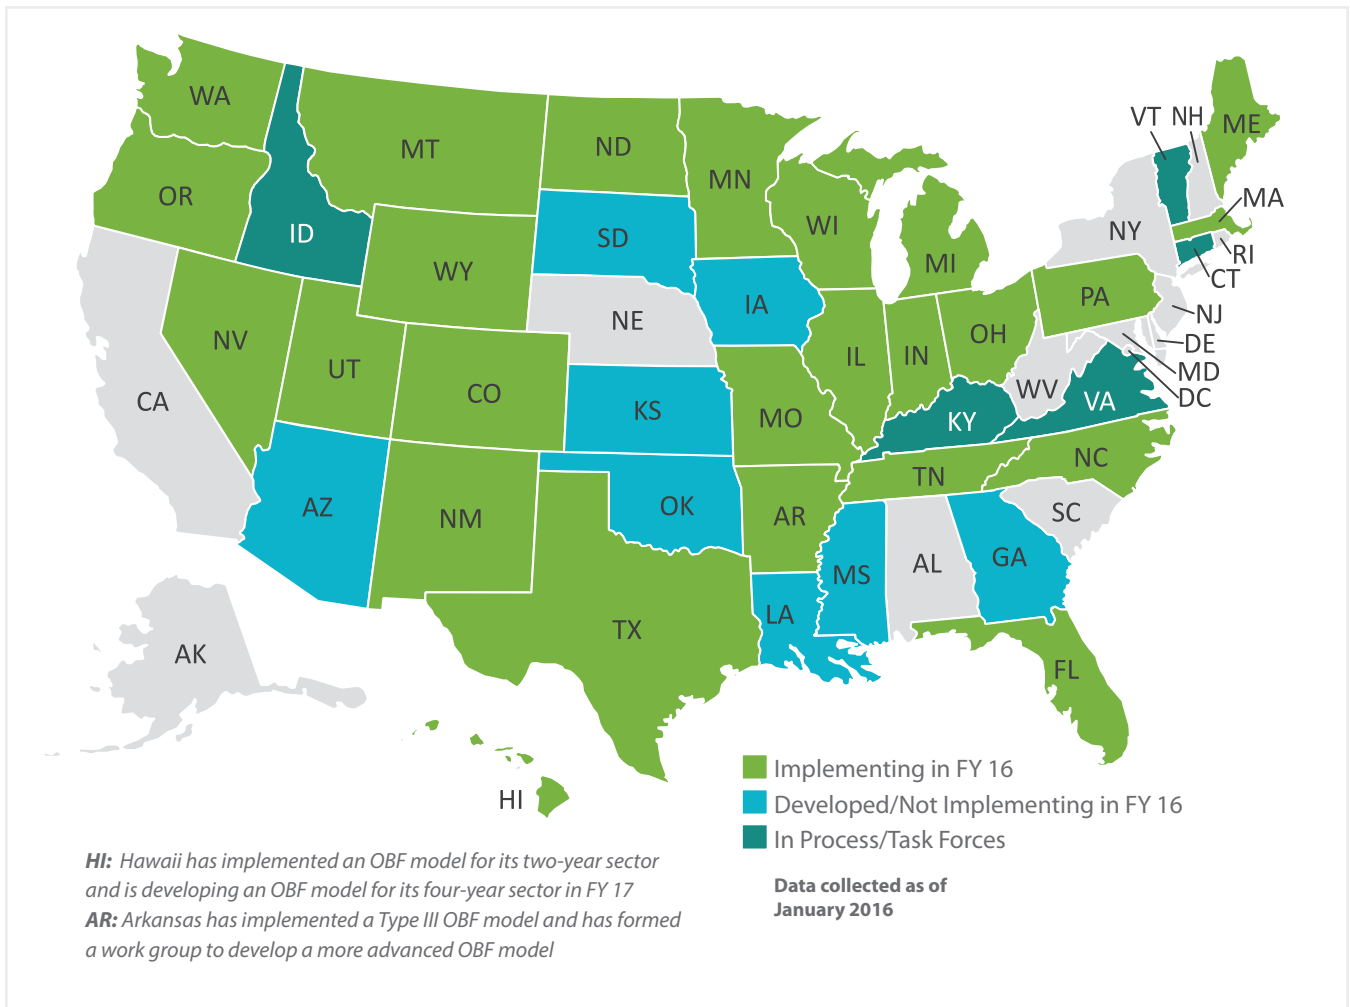 WA
MT
ND
MN
VT
NH
ME
OR
ID
WY
SD
WI
MI
NY
MA
RI
CT
NV
UT
CO
NE
IA
IL
IN
OH
PA
NJ
DE
MD
DC
CA
KS
MO
KY
WV
VA
AZ
NM
OK
AR
TN
NC
SC
TX
LA
MS
AL
GA
FL
AK
HI
Implementing in FY 16
Developed/Not Implementing in FY 16
In Process/Task Forces
Data collected as of
January 2016
HI: Hawaii has implemented an OBF model for its two-year sector
and is developing an OBF model for its four-year sector in FY 17
AR: Arkansas has implemented a Type III OBF model and has formed
a work group to develop a more advanced OBF model